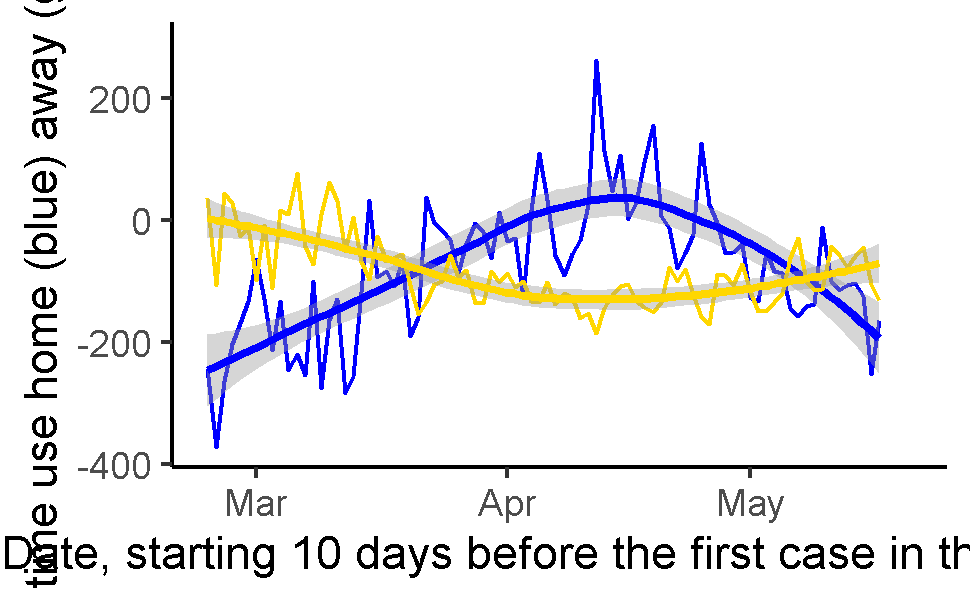 time use home (blue) away (
200
0
-200
-400
Mar Apr May
Date, starting 10 days before the first case in th